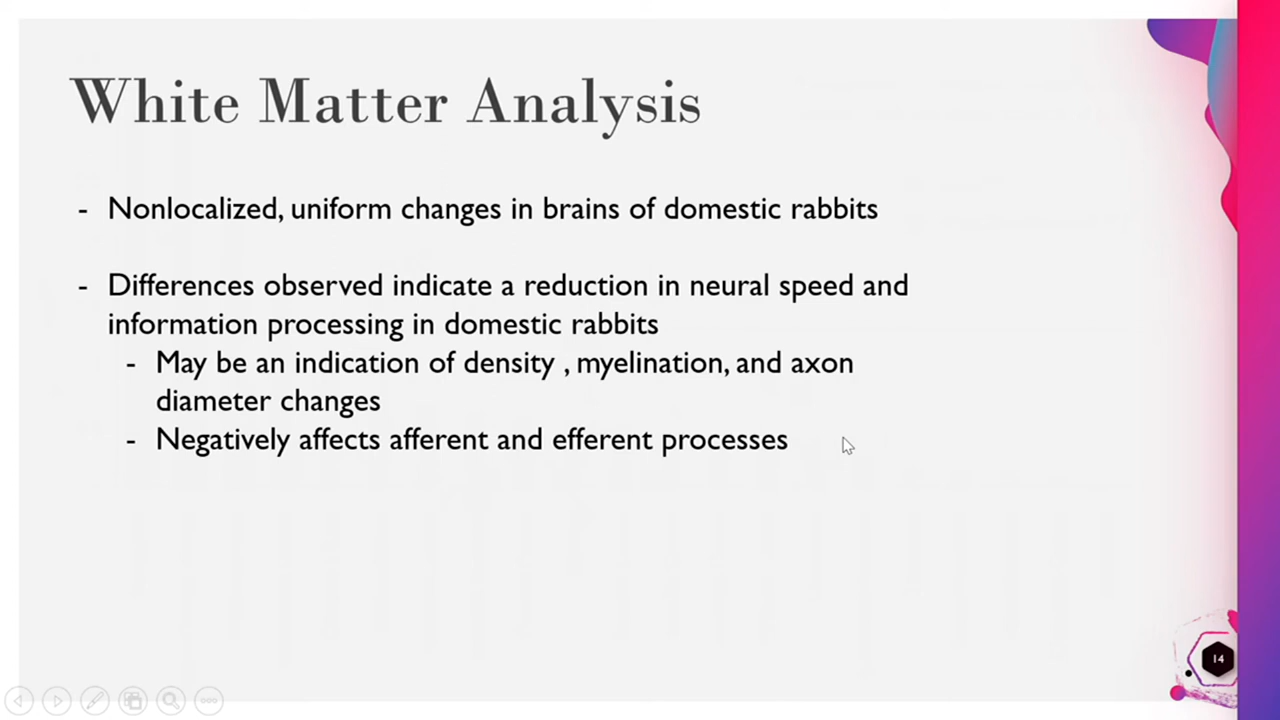 White Matter Analysis
- Nonlocalized, uniform changes in brains of domestic rabbits
- Differences observed indicate a reduction in neural speed and
information processing in domestic rabbits
- May be an indication of density , myelination, and axon
diameter changes
- Negatively affects afferent and efferent processes
14